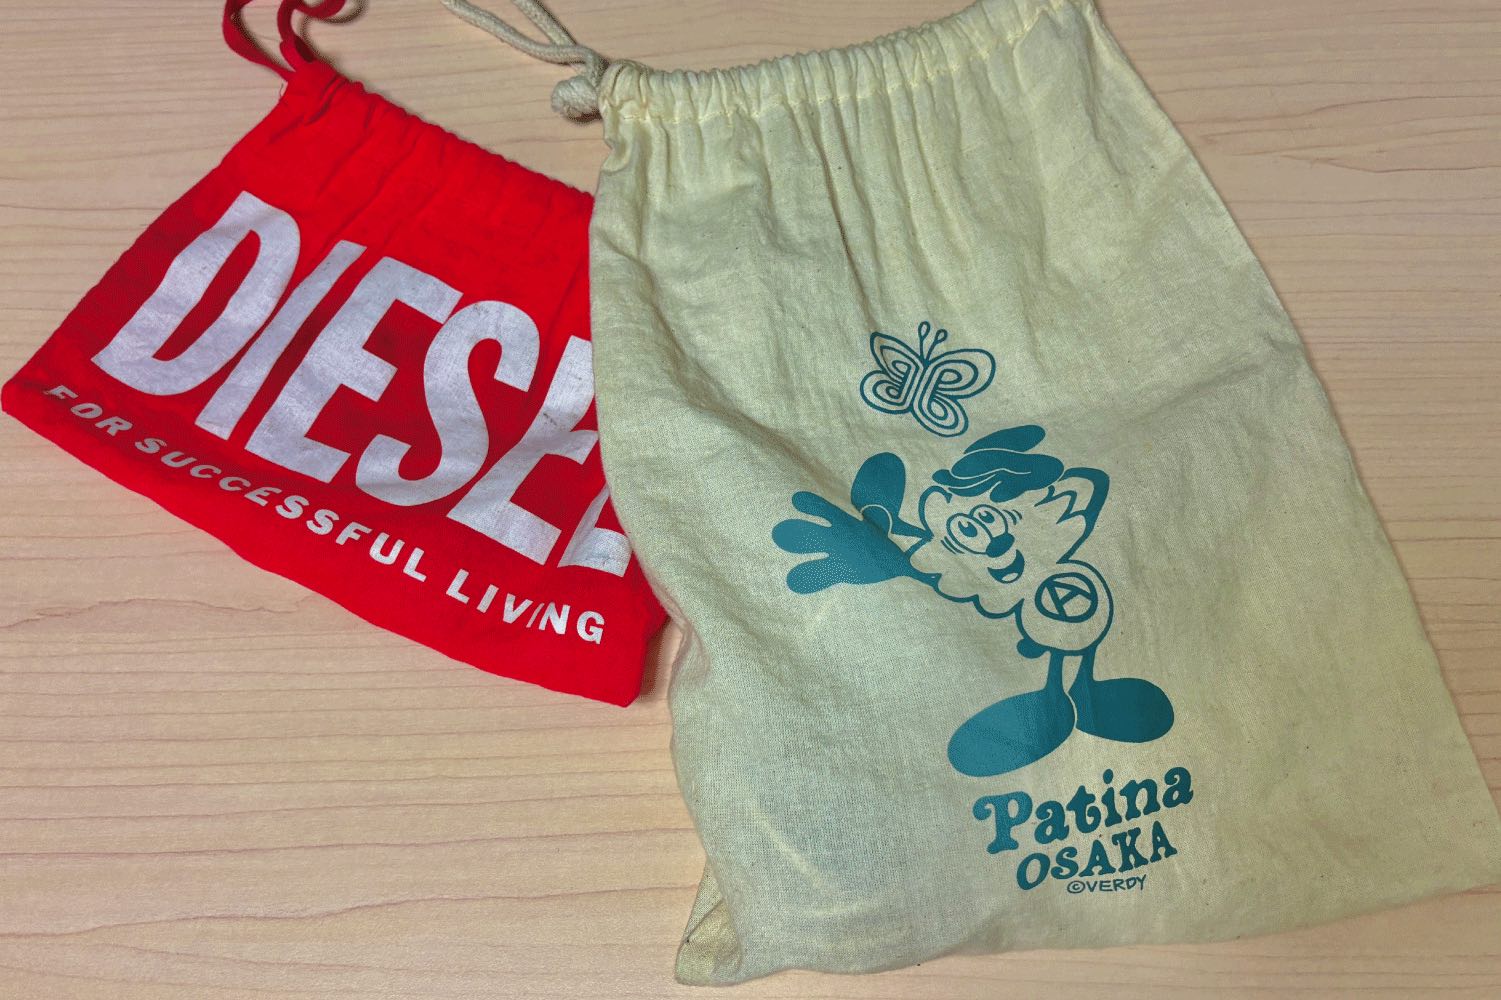 DIESEL
FOR SUCCESSFUL LIVING
Patina
OSAKA
©VERDY